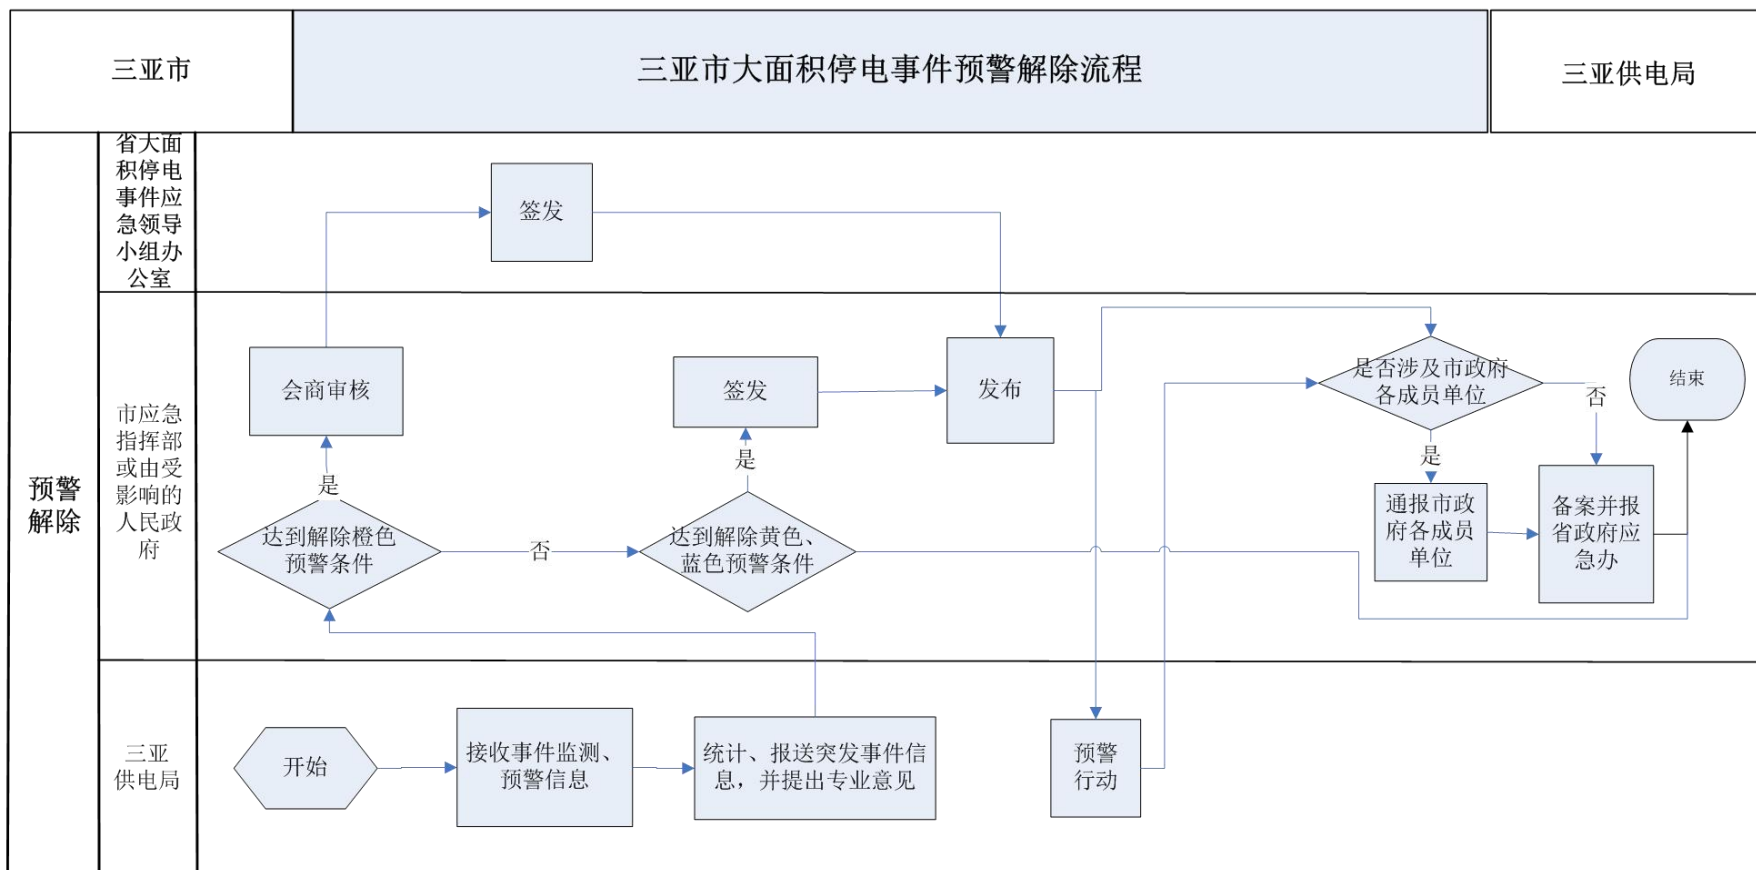 三亚市
三亚市大面积停电事件预警解除流程
三亚供电局
预警
解除
省大面
积停电
事件应
急领导
小组办
公室
签发
市应急
指挥部
或由受
影响的
人民政
府
会商审核
是
达到解除橙色
预警条件
否
签发
是
达到解除黄色、
蓝色预警条件
发布
是否涉及市政府
各成员单位
是
否
通报市政
府各成员
单位
备案并报
省政府应
急办
结束
三亚
供电局
开始
接收事件监测、
预警信息
统计、报送突发事件信
息，并提出专业意见
预警
行动